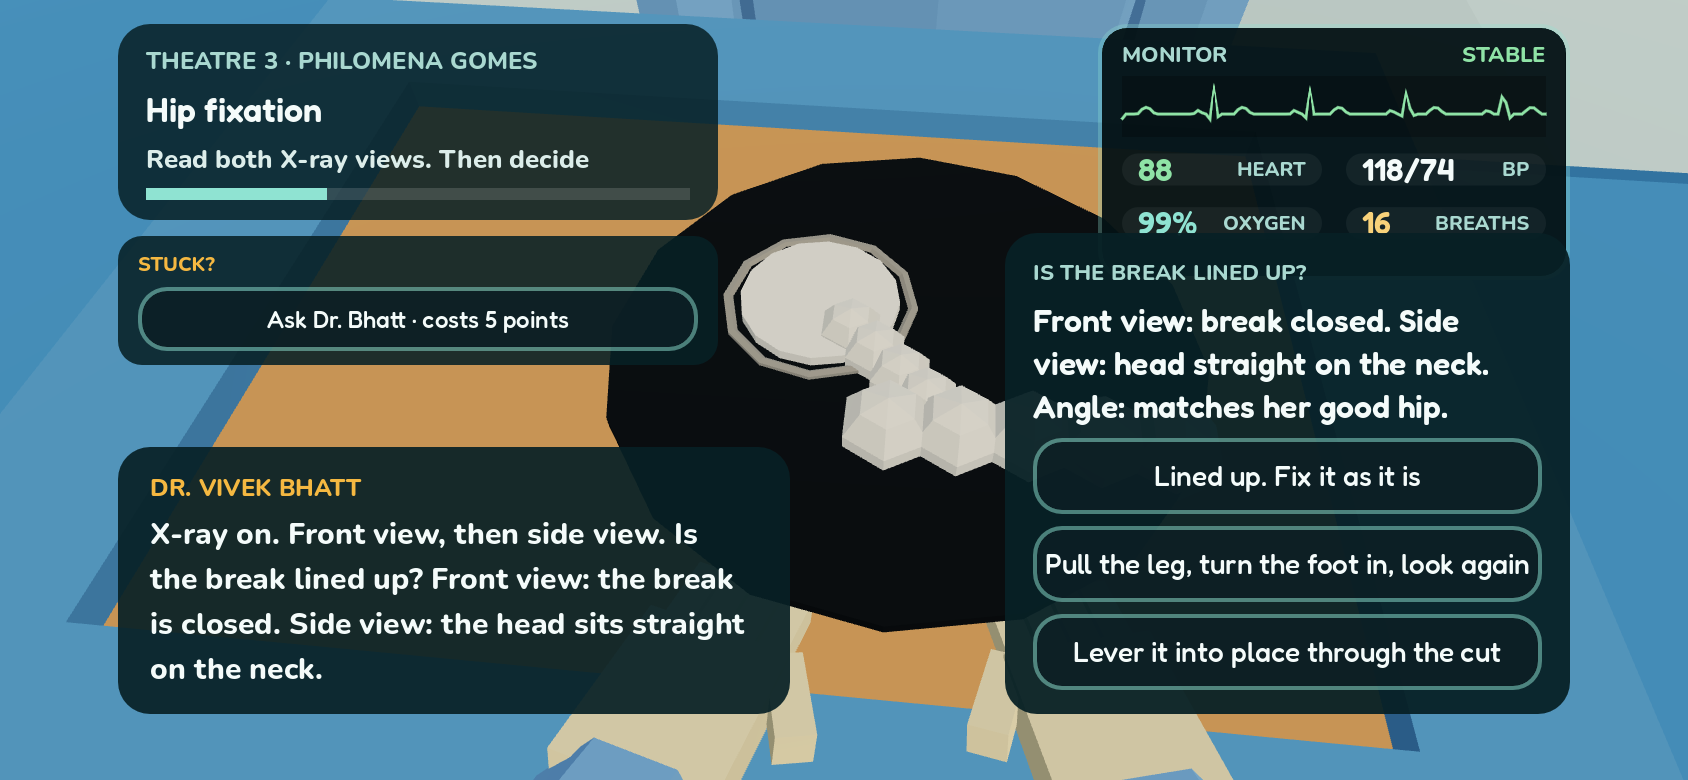 THEATRE 3 · PHILOMENA GOMES
Hip fixation
Read both X-ray views. Then decide
STUCK?
Ask Dr. Bhatt · costs 5 points
DR. VIVEK BHATT
X-ray on. Front view, then side view. Is
the break lined up? Front view: the break
is closed. Side view: the head sits straight
on the neck.
MONITOR STABLE
88 HEART 118/74 BP
99% OXYGEN 16 BREATHS
IS THE BREAK LINED UP?
Front view: break closed. Side
view: head straight on the neck.
Angle: matches her good hip.
Lined up. Fix it as it is
Pull the leg, turn the foot in, look again
Lever it into place through the cut